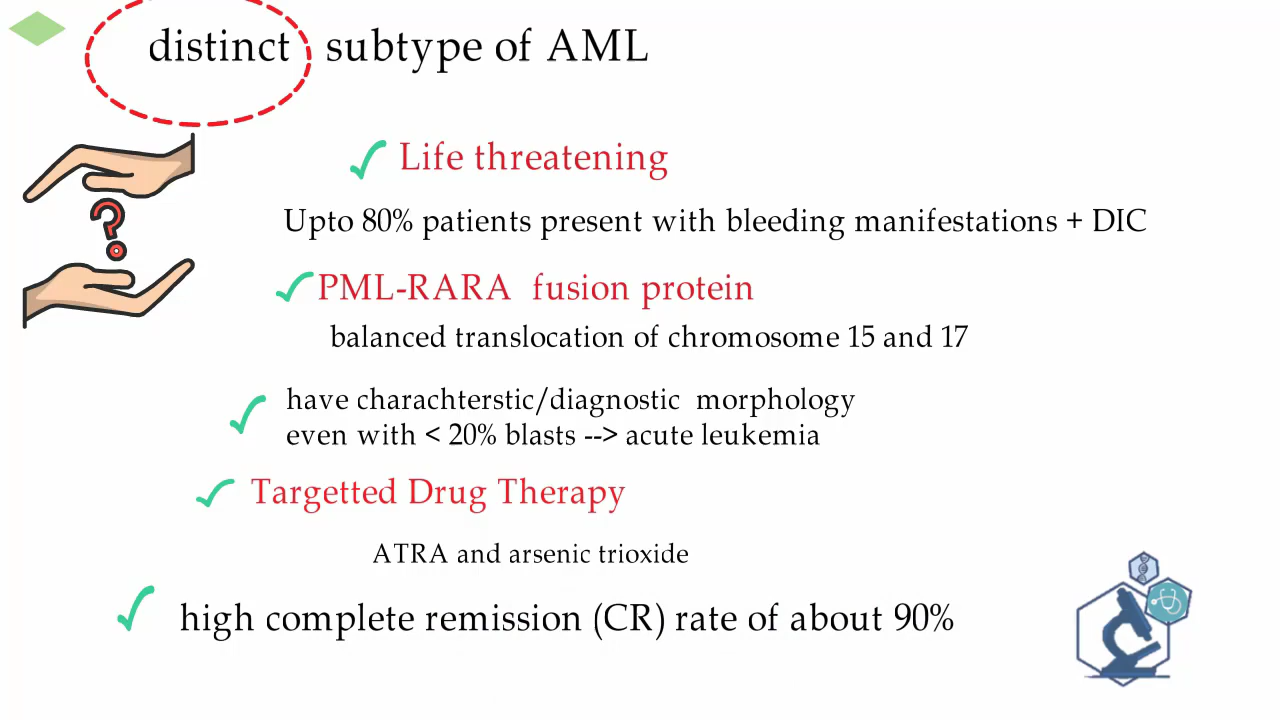 distinct subtype of AML
Life threatening
Upto 80% patients present with bleeding manifestations + DIC
PML-RARA fusion protein
balanced translocation of chromosome 15 and 17
have charachterstic/diagnostic morphology
even with < 20% blasts --> acute leukemia
Targetted Drug Therapy
ATRA and arsenic trioxide
high complete remission (CR) rate of about 90%